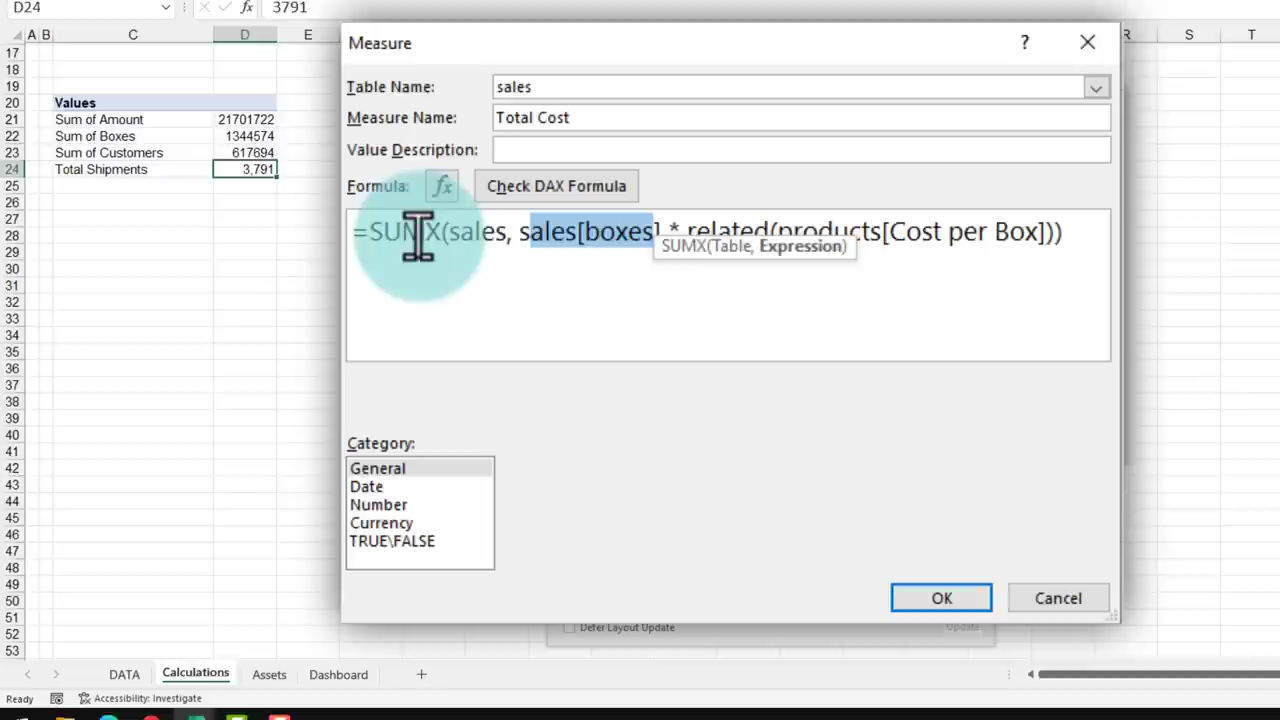 D24
fx
3791
A B C D E R S T
Measure
?
17
18
19
20 Values
21 Sum of Amount 21701722
22 Sum of Boxes 1344574
23 Sum of Customers 617694
24 Total Shipments 3,791
25
26
27
28
29
30
31
32
33
34
35
36
37
38
39
40
41
42
43
44
45
46
47
48
49
50
51
52
53
Table Name: sales
Measure Name: Total Cost
Value Description:
Formula: fx Check DAX Formula
=SUMX(sales, sales[boxes] * related(products[Cost per Box]))
SUMX(Table, Expression)
Category:
General
Date
Number
Currency
TRUE\FALSE
OK Cancel
Defer Layout Update Update
DATA Calculations Assets Dashboard +
Ready Accessibility: Investigate